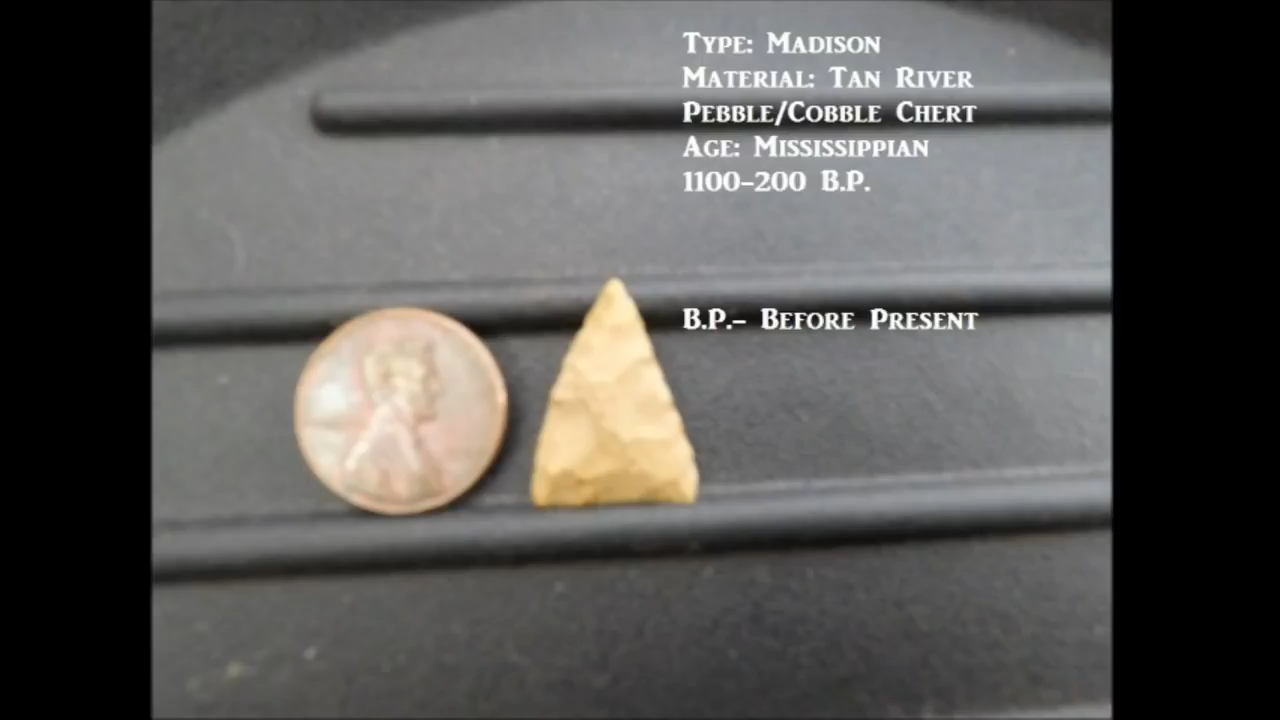 Type: Madison
Material: Tan River
Pebble/Cobble Chert
Age: Mississippian
1100-200 B.P.
B.P.- Before Present